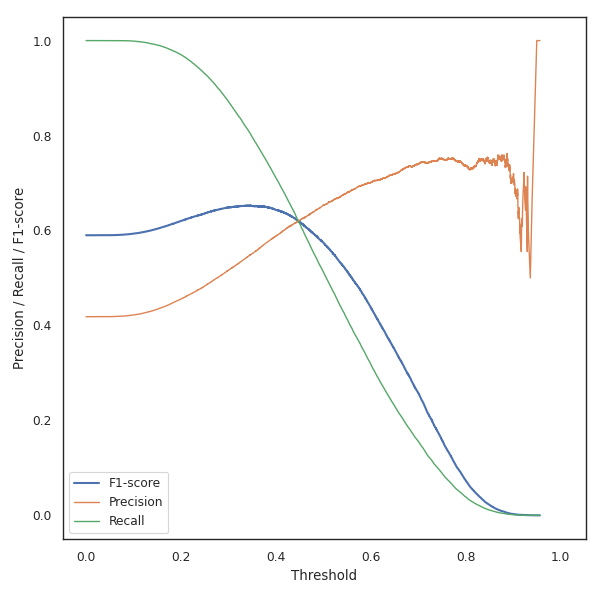 Precision / Recall / F1-score
1.0
0.8
0.6
0.4
0.2
0.0
F1-score
Precision
Recall
0.0 0.2 0.4 0.6 0.8 1.0
Threshold